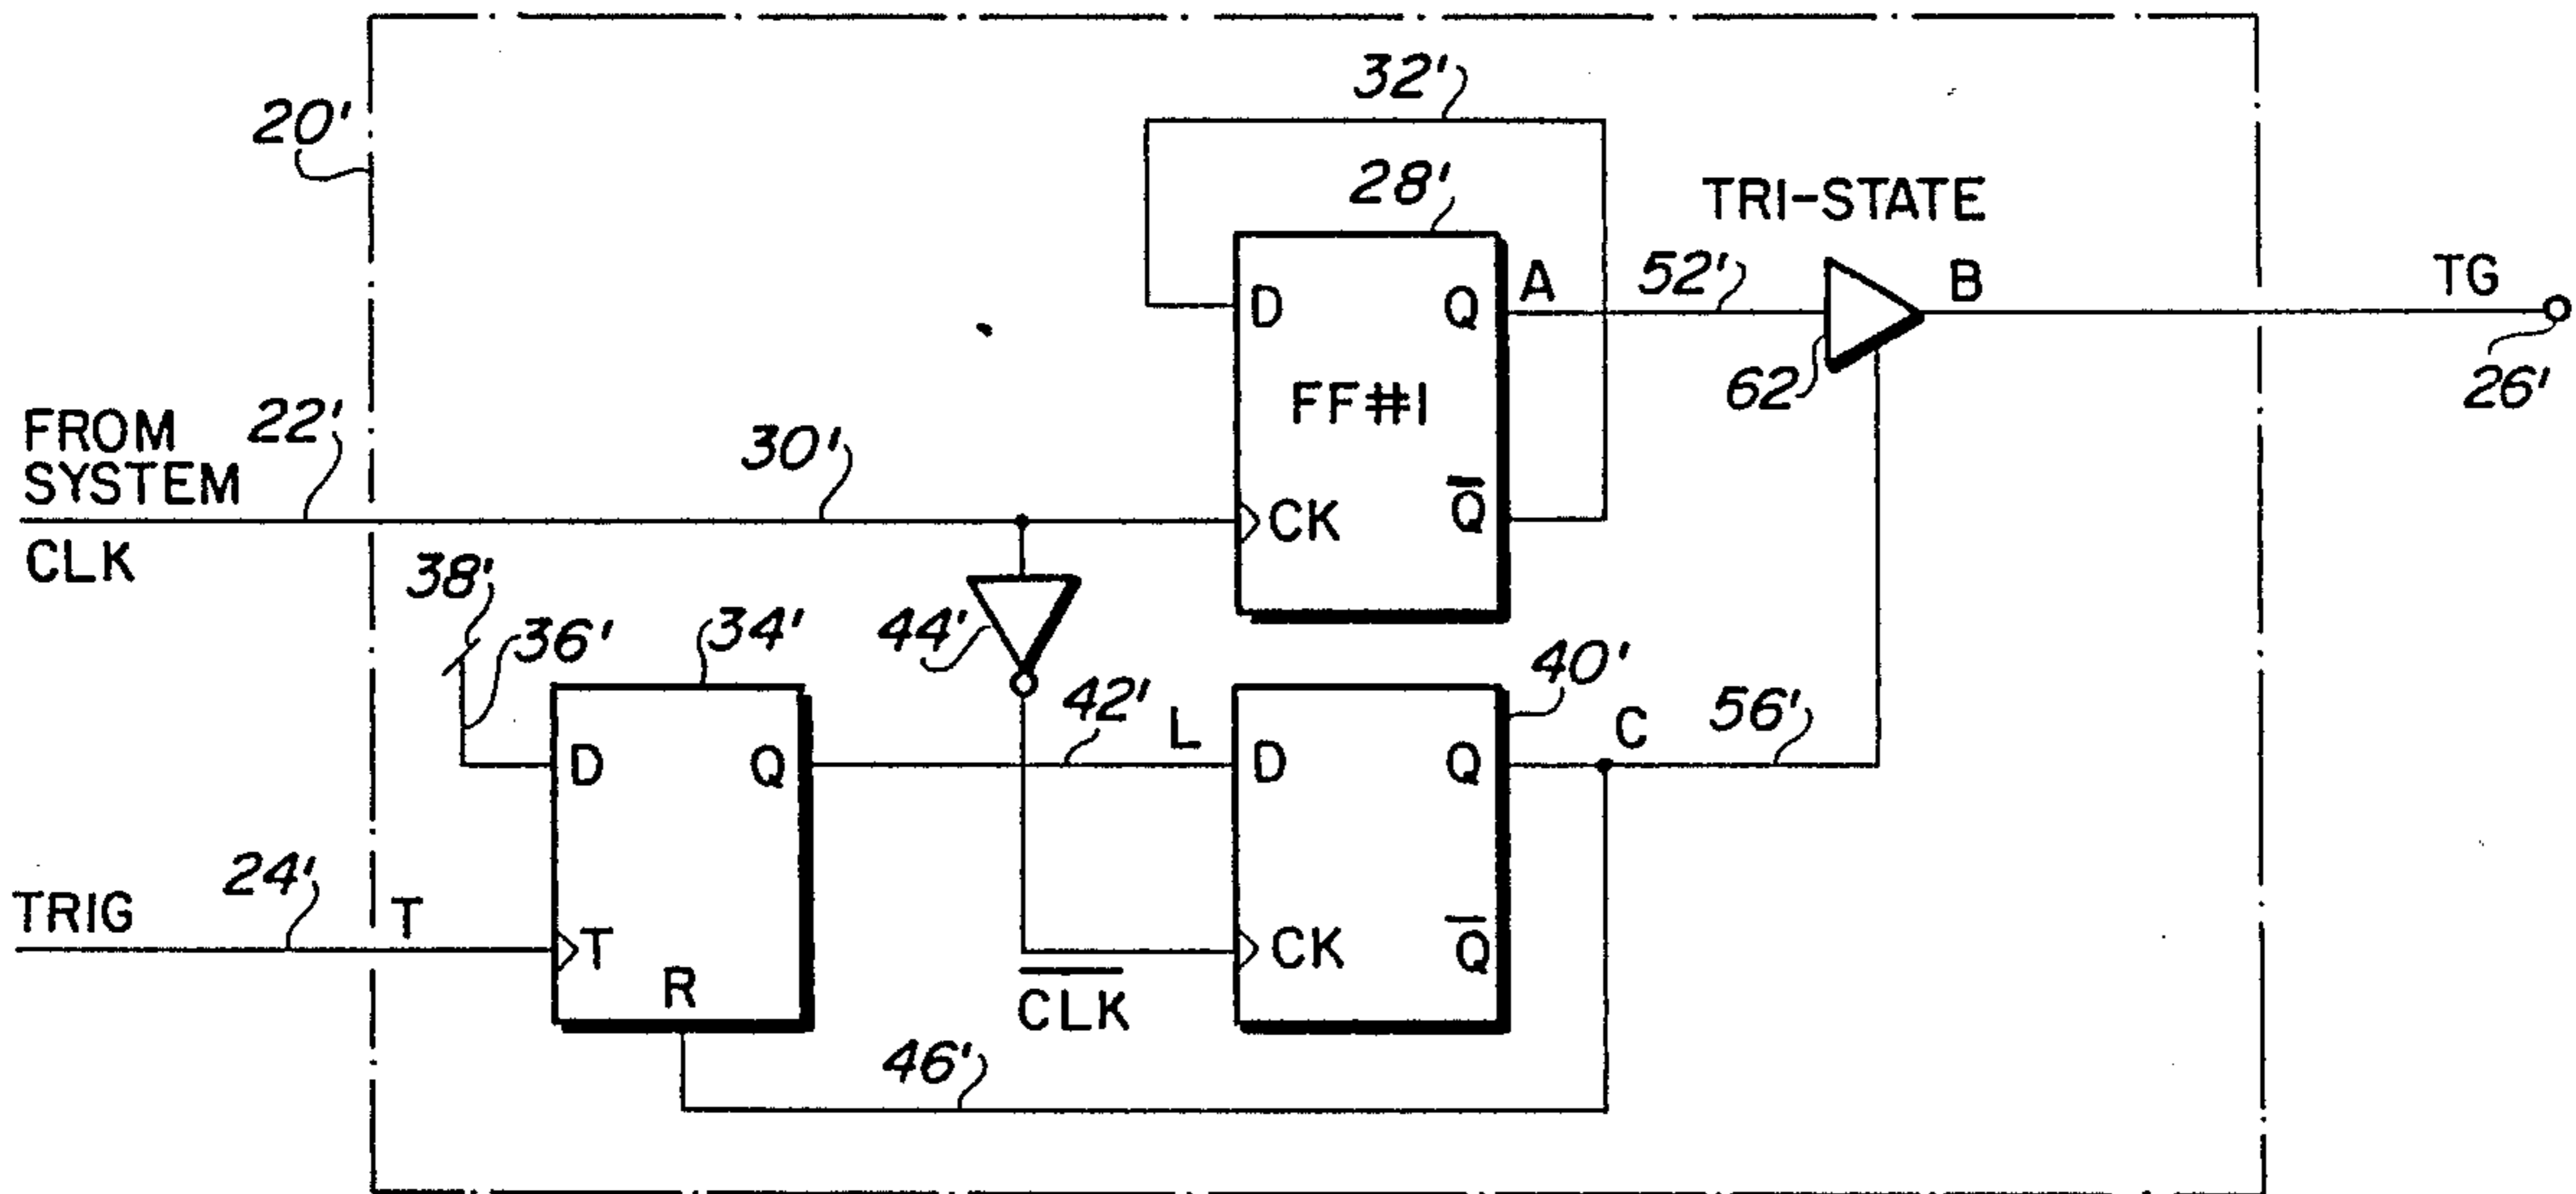 32'
20'
28'
TRI-STATE
D
Q
A
52'
B
TG
62
26'
FF#1
FROM
SYSTEM
22'
30'
CLK
CK
Q̅
38'
36'
34'
44'
40'
42'
L
C
56'
D
Q
D
Q
TRIG
24'
T
T
R
C̅L̅K̅
CK
Q̅
46'